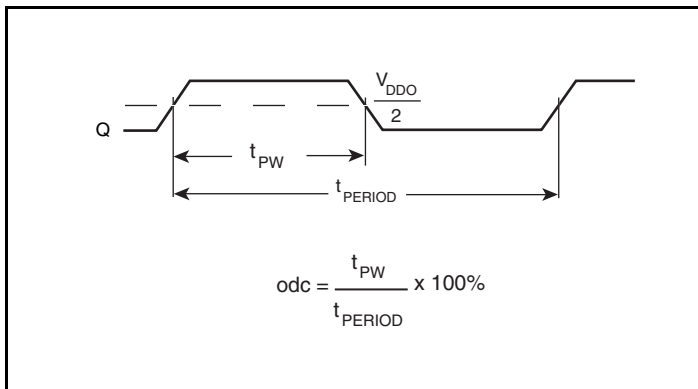 V_DDO
2
Q
t_PW
t_PERIOD
odc = t_PW / t_PERIOD x 100%